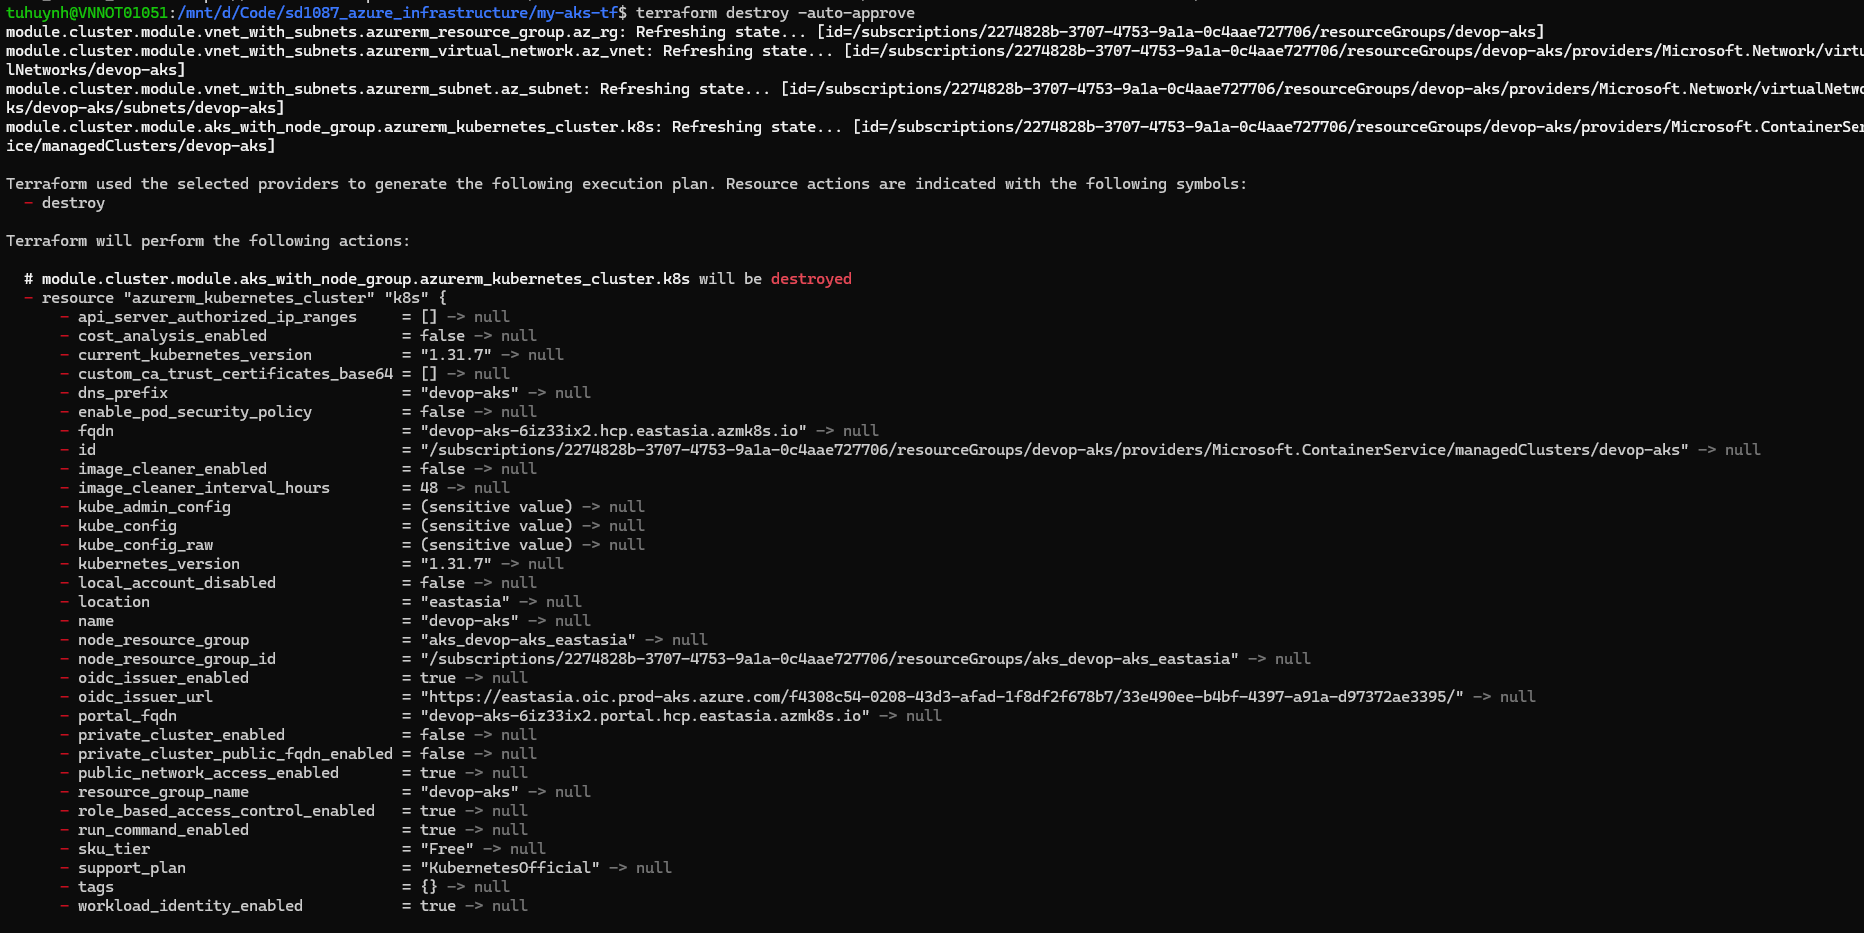 tuhuynh@VNNOT01051:/mnt/d/Code/sd1087_azure_infrastructure/my-aks-tf$ terraform destroy -auto-approve
module.cluster.module.vnet_with_subnets.azurerm_resource_group.az_rg: Refreshing state... [id=/subscriptions/2274828b-3707-4753-9a1a-0c4aae727706/resourceGroups/devop-aks]
module.cluster.module.vnet_with_subnets.azurerm_virtual_network.az_vnet: Refreshing state... [id=/subscriptions/2274828b-3707-4753-9a1a-0c4aae727706/resourceGroups/devop-aks/providers/Microsoft.Network/virtu
lNetworks/devop-aks]
module.cluster.module.vnet_with_subnets.azurerm_subnet.az_subnet: Refreshing state... [id=/subscriptions/2274828b-3707-4753-9a1a-0c4aae727706/resourceGroups/devop-aks/providers/Microsoft.Network/virtualNetwo
ks/devop-aks/subnets/devop-aks]
module.cluster.module.aks_with_node_group.azurerm_kubernetes_cluster.k8s: Refreshing state... [id=/subscriptions/2274828b-3707-4753-9a1a-0c4aae727706/resourceGroups/devop-aks/providers/Microsoft.ContainerSer
ice/managedClusters/devop-aks]
Terraform used the selected providers to generate the following execution plan. Resource actions are indicated with the following symbols:
- destroy
Terraform will perform the following actions:
# module.cluster.module.aks_with_node_group.azurerm_kubernetes_cluster.k8s will be destroyed
- resource "azurerm_kubernetes_cluster" "k8s" {
- api_server_authorized_ip_ranges = [] -> null
- cost_analysis_enabled = false -> null
- current_kubernetes_version = "1.31.7" -> null
- custom_ca_trust_certificates_base64 = [] -> null
- dns_prefix = "devop-aks" -> null
- enable_pod_security_policy = false -> null
- fqdn = "devop-aks-6iz33ix2.hcp.eastasia.azmk8s.io" -> null
- id = "/subscriptions/2274828b-3707-4753-9a1a-0c4aae727706/resourceGroups/devop-aks/providers/Microsoft.ContainerService/managedClusters/devop-aks" -> null
- image_cleaner_enabled = false -> null
- image_cleaner_interval_hours = 48 -> null
- kube_admin_config = (sensitive value) -> null
- kube_config = (sensitive value) -> null
- kube_config_raw = (sensitive value) -> null
- kubernetes_version = "1.31.7" -> null
- local_account_disabled = false -> null
- location = "eastasia" -> null
- name = "devop-aks" -> null
- node_resource_group = "aks_devop-aks_eastasia" -> null
- node_resource_group_id = "/subscriptions/2274828b-3707-4753-9a1a-0c4aae727706/resourceGroups/aks_devop-aks_eastasia" -> null
- oidc_issuer_enabled = true -> null
- oidc_issuer_url = "https://eastasia.oic.prod-aks.azure.com/f4308c54-0208-43d3-afad-1f8df2f678b7/33e490ee-b4bf-4397-a91a-d97372ae3395/" -> null
- portal_fqdn = "devop-aks-6iz33ix2.portal.hcp.eastasia.azmk8s.io" -> null
- private_cluster_enabled = false -> null
- private_cluster_public_fqdn_enabled = false -> null
- public_network_access_enabled = true -> null
- resource_group_name = "devop-aks" -> null
- role_based_access_control_enabled = true -> null
- run_command_enabled = true -> null
- sku_tier = "Free" -> null
- support_plan = "KubernetesOfficial" -> null
- tags = {} -> null
- workload_identity_enabled = true -> null